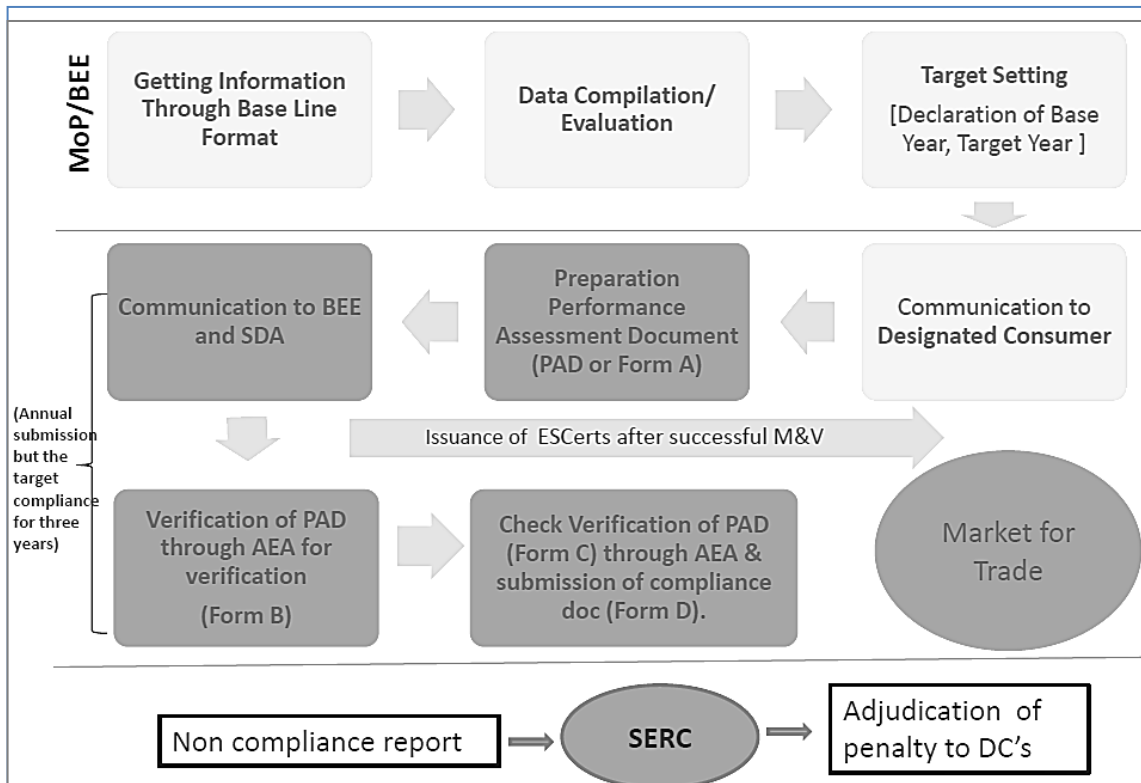 MoP/BEE
Getting Information
Through Base Line
Format
Data Compilation/
Evaluation
Target Setting
[Declaration of Base
Year, Target Year ]
Communication to BEE
and SDA
Preparation
Performance
Assessment Document
(PAD or Form A)
Communication to
Designated Consumer
(Annual
submission
but the
target
compliance
for three
years)
Issuance of ESCerts after successful M&V
Verification of PAD
through AEA for
verification
(Form B)
Check Verification of PAD
(Form C) through AEA &
submission of compliance
doc (Form D).
Market for
Trade
Non compliance report
SERC
Adjudication of
penalty to DC's